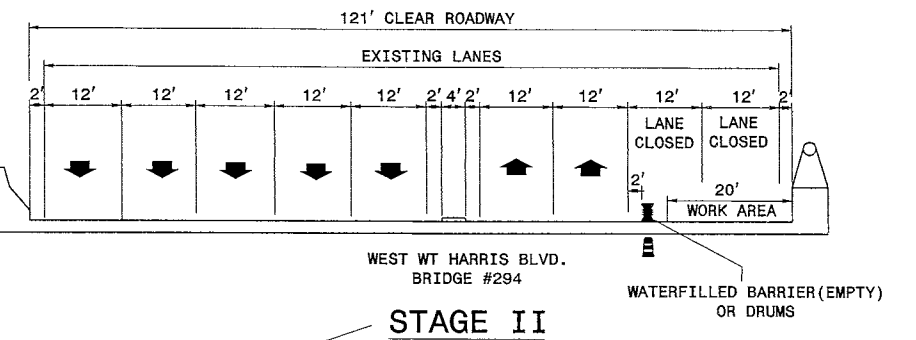 121' CLEAR ROADWAY
EXISTING LANES
2' 12' 12' 12' 12' 12' 2' 4' 2' 12' 12' 12' 12' 2'
LANE CLOSED
LANE CLOSED
2'
20'
WORK AREA
WEST WT HARRIS BLVD.
BRIDGE #294
WATERFILLED BARRIER(EMPTY)
OR DRUMS
STAGE II